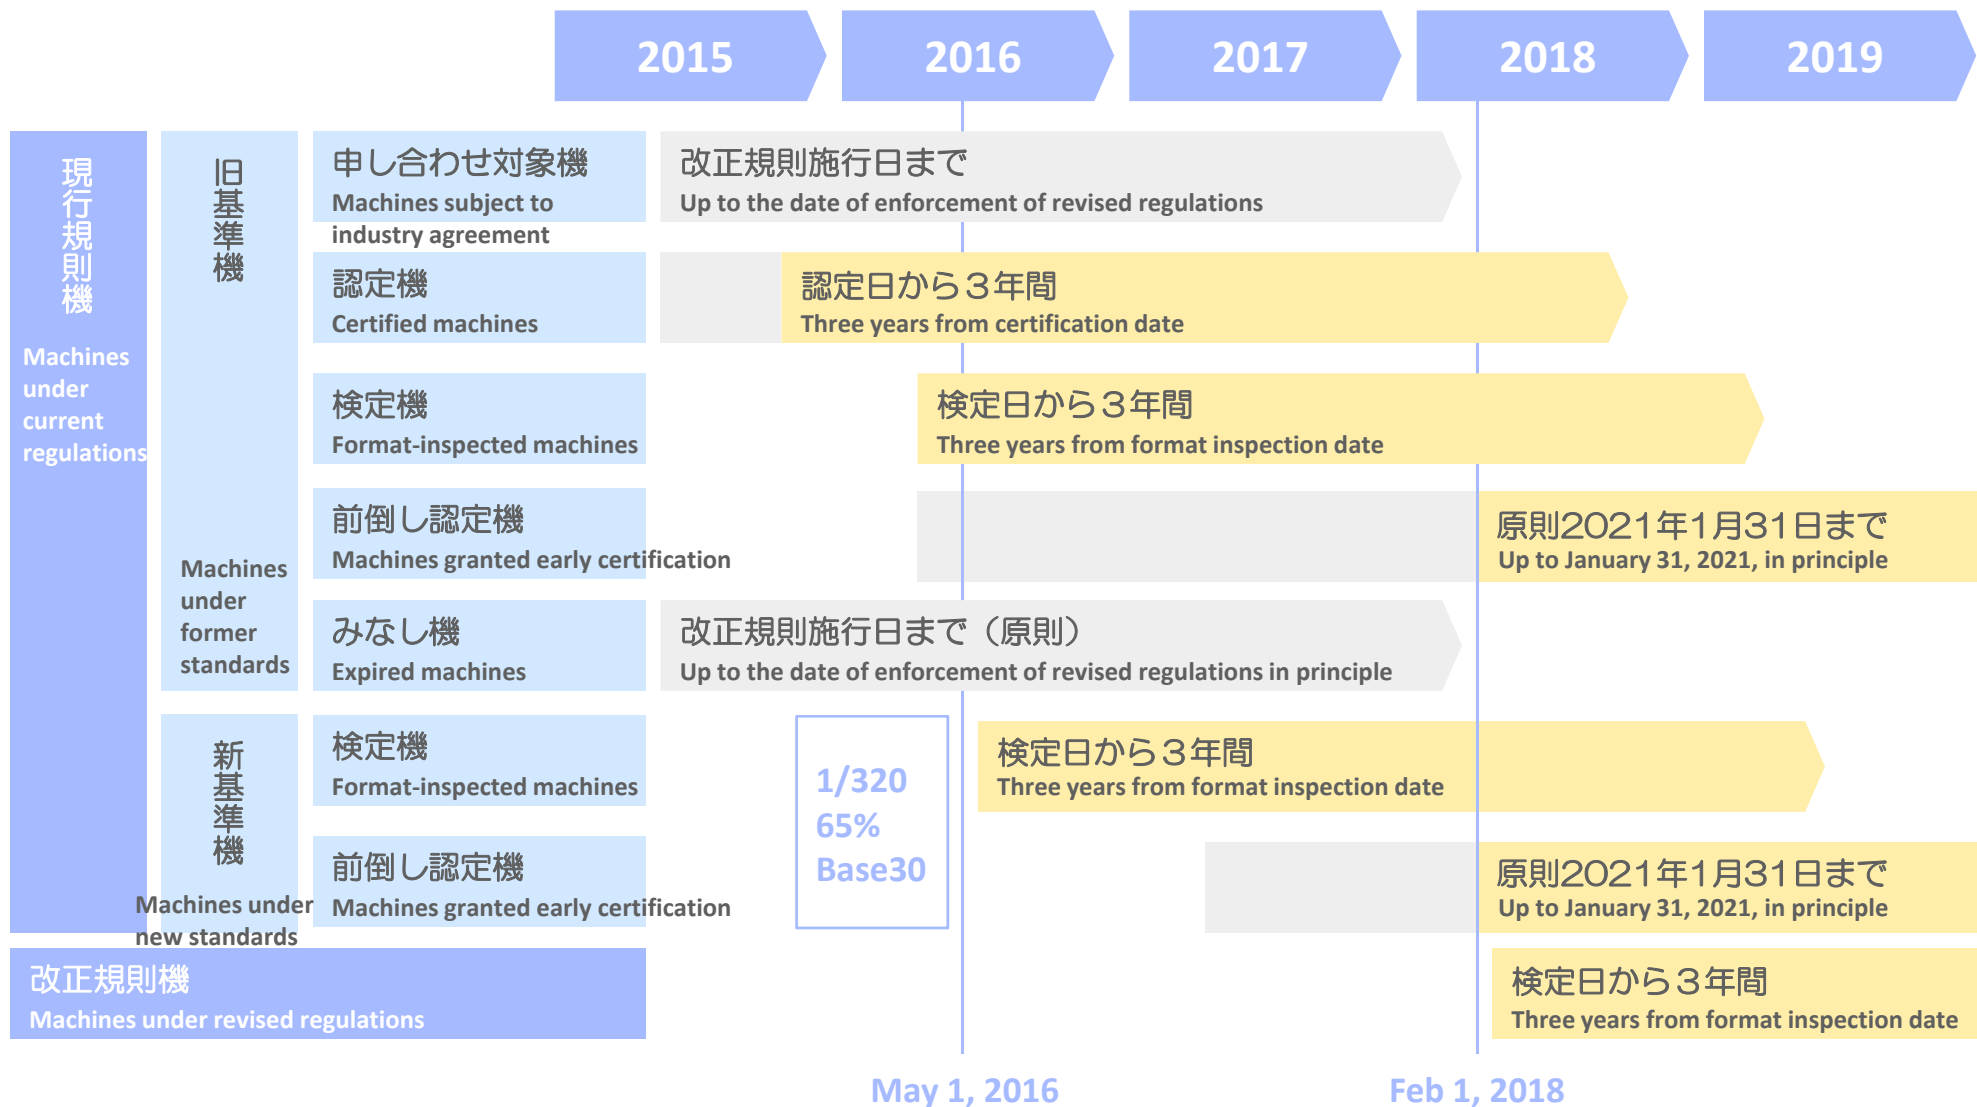 2015
2016
2017
2018
2019
現行規則機
Machines
under
current
regulations
旧基準機
Machines
under
former
standards
申し合わせ対象機
Machines subject to
industry agreement
改正規則施行日まで
Up to the date of enforcement of revised regulations
認定機
Certified machines
認定日から3年間
Three years from certification date
検定機
Format-inspected machines
検定日から3年間
Three years from format inspection date
前倒し認定機
Machines granted early certification
原則2021年1月31日まで
Up to January 31, 2021, in principle
みなし機
Expired machines
改正規則施行日まで（原則）
Up to the date of enforcement of revised regulations in principle
新基準機
Machines under
new standards
検定機
Format-inspected machines
1/320
65%
Base30
検定日から3年間
Three years from format inspection date
前倒し認定機
Machines granted early certification
原則2021年1月31日まで
Up to January 31, 2021, in principle
改正規則機
Machines under revised regulations
検定日から3年間
Three years from format inspection date
May 1, 2016
Feb 1, 2018